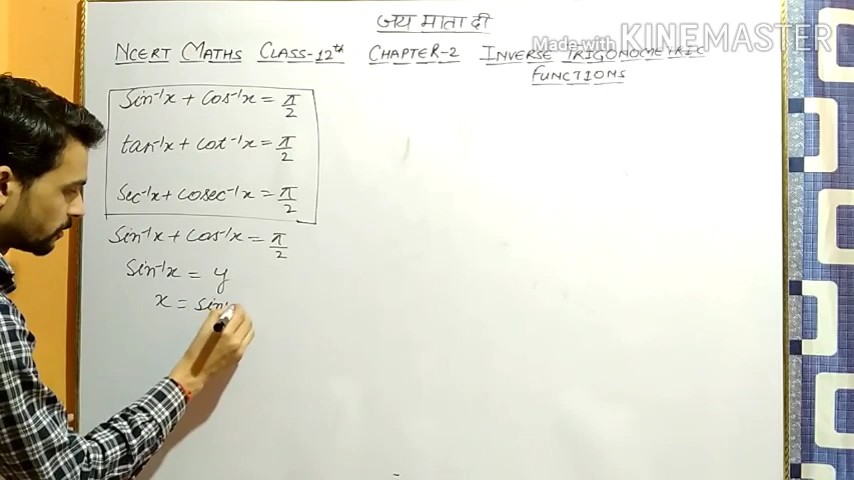 जय माता दी
Made with KINEMASTER
NCERT MATHS CLASS-12th CHAPTER-2 INVERSE TRIGONOMETRIC FUNCTIONS
Sin⁻¹x + Cos⁻¹x = π/2
tan⁻¹x + cot⁻¹x = π/2
Sec⁻¹x + Cosec⁻¹x = π/2
Sin⁻¹x + Cos⁻¹x = π/2
Sin⁻¹x = y
x = sin